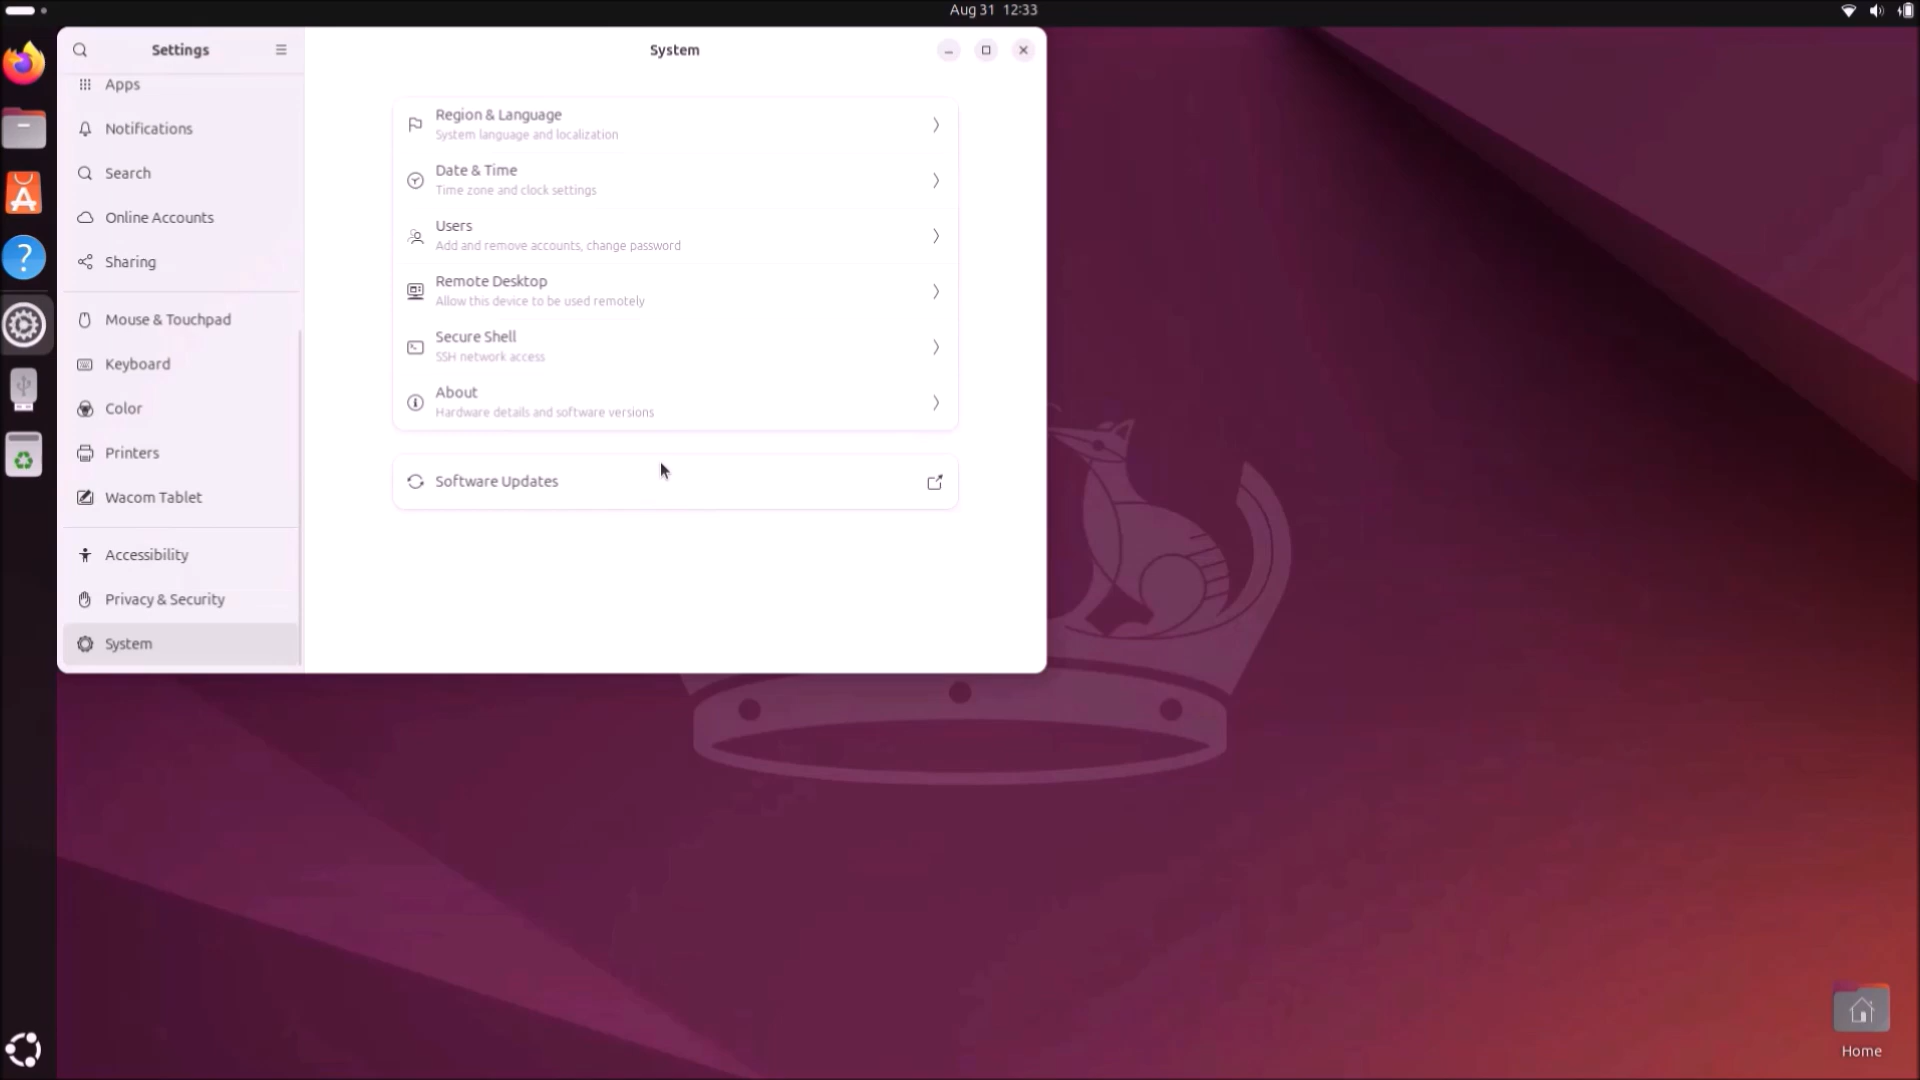 Aug 31 12:33
Settings
System
Apps
Notifications
Search
Online Accounts
Sharing
Mouse & Touchpad
Keyboard
Color
Printers
Wacom Tablet
Accessibility
Privacy & Security
System
Region & Language
System language and localization
Date & Time
Time zone and clock settings
Users
Add and remove accounts, change password
Remote Desktop
Allow this device to be used remotely
Secure Shell
SSH network access
About
Hardware details and software versions
Software Updates
Home